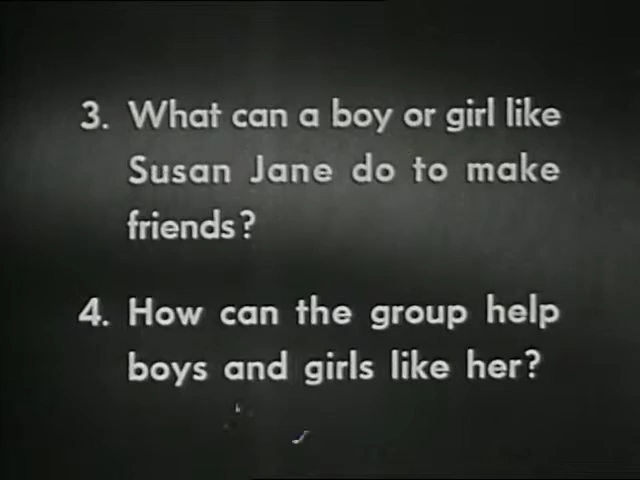 3. What can a boy or girl like
Susan Jane do to make
friends?
4. How can the group help
boys and girls like her?